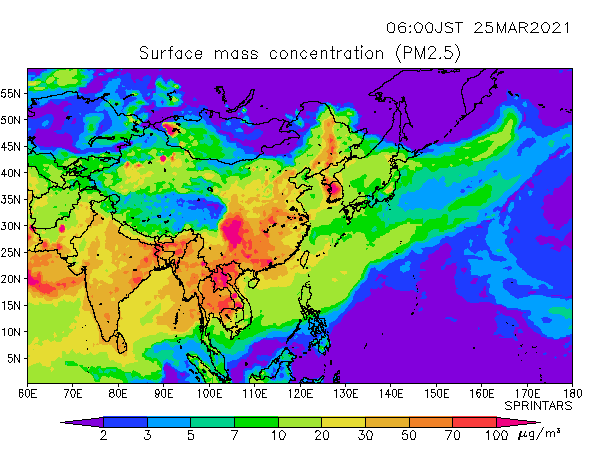 06:00JST 25MAR2021
Surface mass concentration (PM2.5)
55N
50N
45N
40N
35N
30N
25N
20N
15N
10N
5N
60E 70E 80E 90E 100E 110E 120E 130E 140E 150E 160E 170E 180
SPRINTARS
2 3 5 7 10 20 30 50 70 100 μg/m³